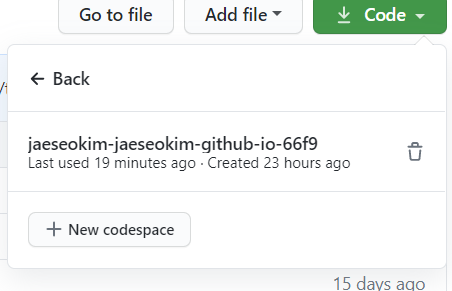 Go to file Add file Code
Back
jaeseokim-jaeseokim-github-io-66f9
Last used 19 minutes ago · Created 23 hours ago
New codespace
15 days ago